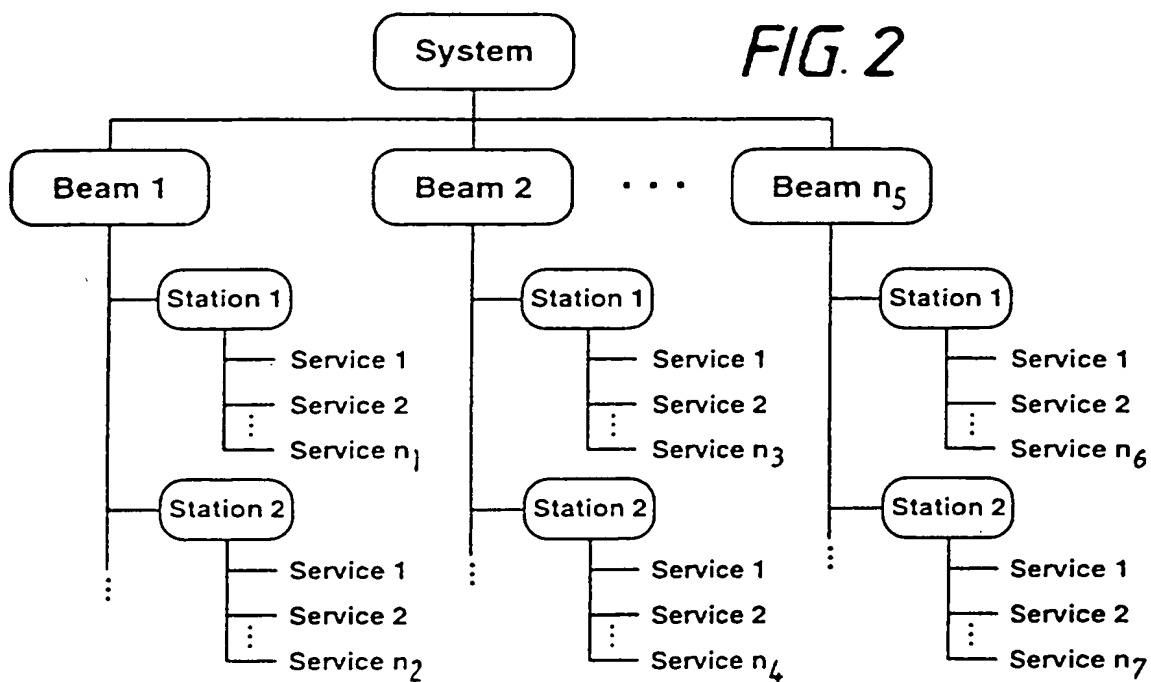 System
FIG. 2
Beam 1
Beam 2
. . .
Beam n5
Station 1
Service 1
Service 2
Service n1
Station 2
Service 1
Service 2
Service n2
Station 1
Service 1
Service 2
Service n3
Station 2
Service 1
Service 2
Service n4
Station 1
Service 1
Service 2
Service n6
Station 2
Service 1
Service 2
Service n7